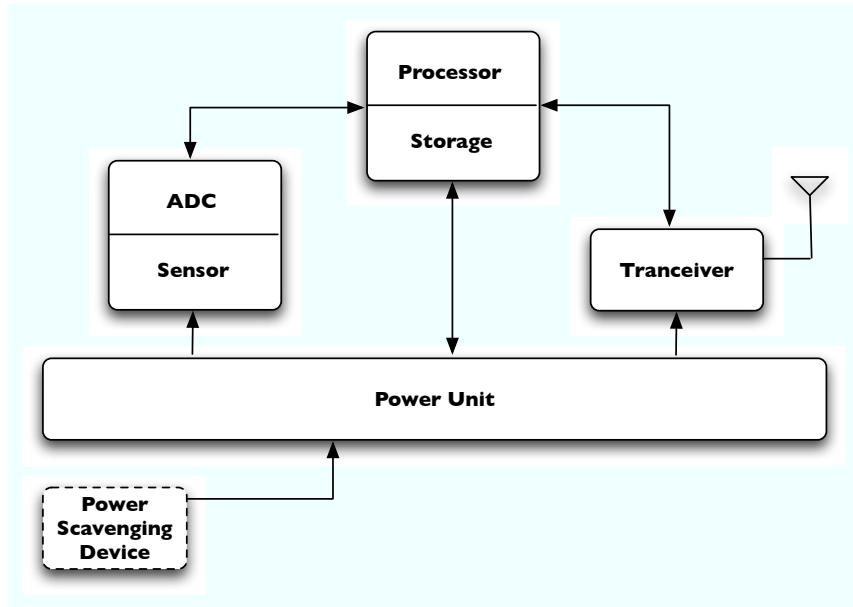 Processor
Storage
ADC
Sensor
Tranceiver
Power Unit
Power
Scavenging
Device